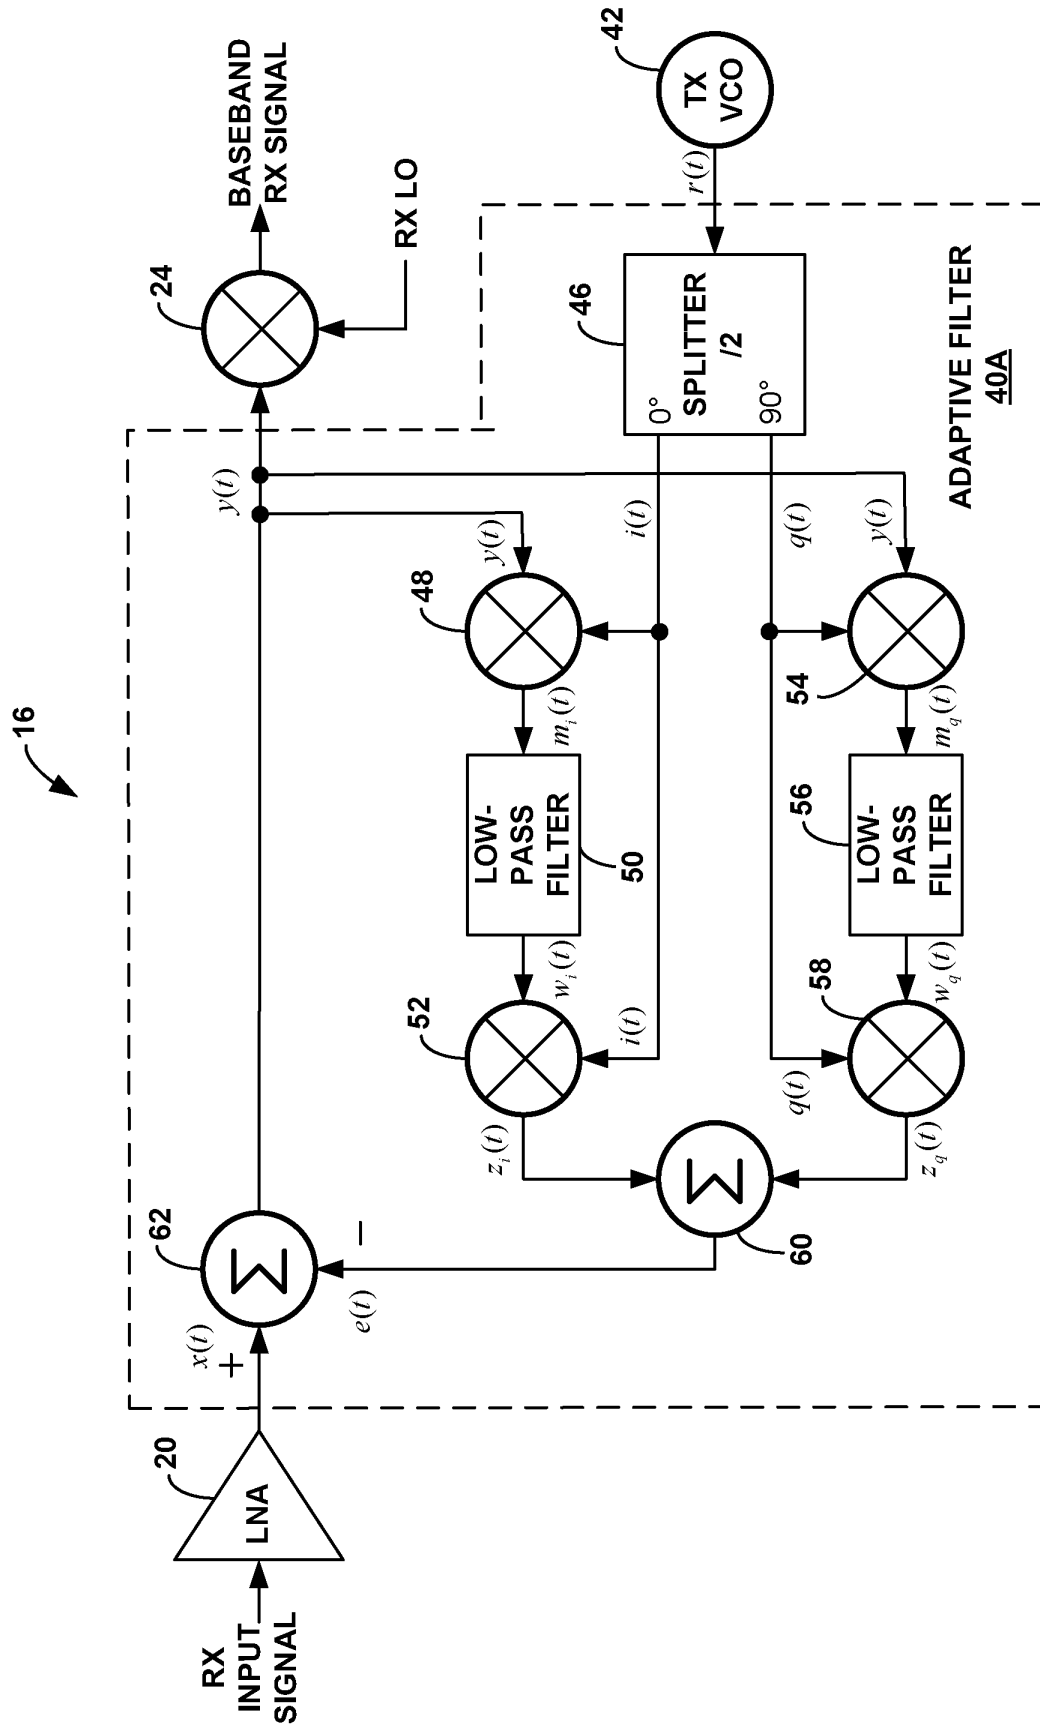 16
RX
INPUT
SIGNAL
LNA
20
x(t)
+
62
Σ
e(t)
−
y(t)
24
BASEBAND
RX SIGNAL
RX LO
z_i(t)
52
w_i(t)
LOW-
PASS
FILTER
50
m_i(t)
48
y(t)
i(t)
i(t)
Σ
60
0°
SPLITTER
/2
90°
46
r(t)
TX
VCO
42
q(t)
q(t)
z_q(t)
58
w_q(t)
LOW-
PASS
FILTER
56
m_q(t)
54
y(t)
ADAPTIVE FILTER
40A